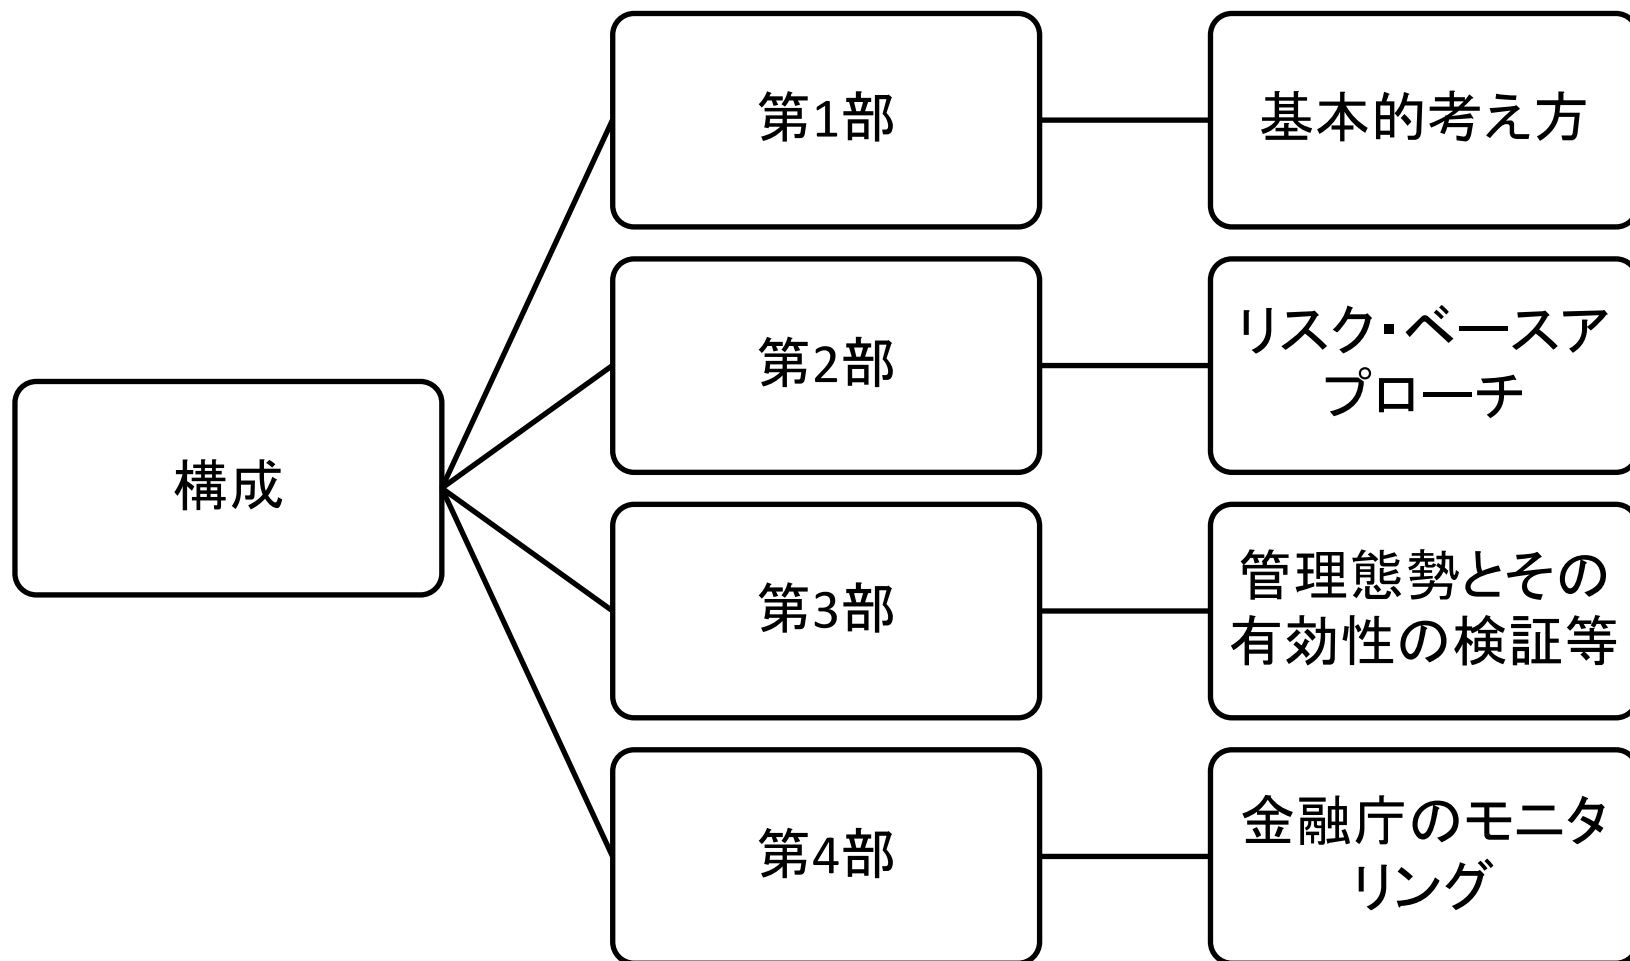 構成
第1部
基本的考え方
第2部
リスク・ベースア
プローチ
第3部
管理態勢とその
有効性の検証等
第4部
金融庁のモニタ
リング